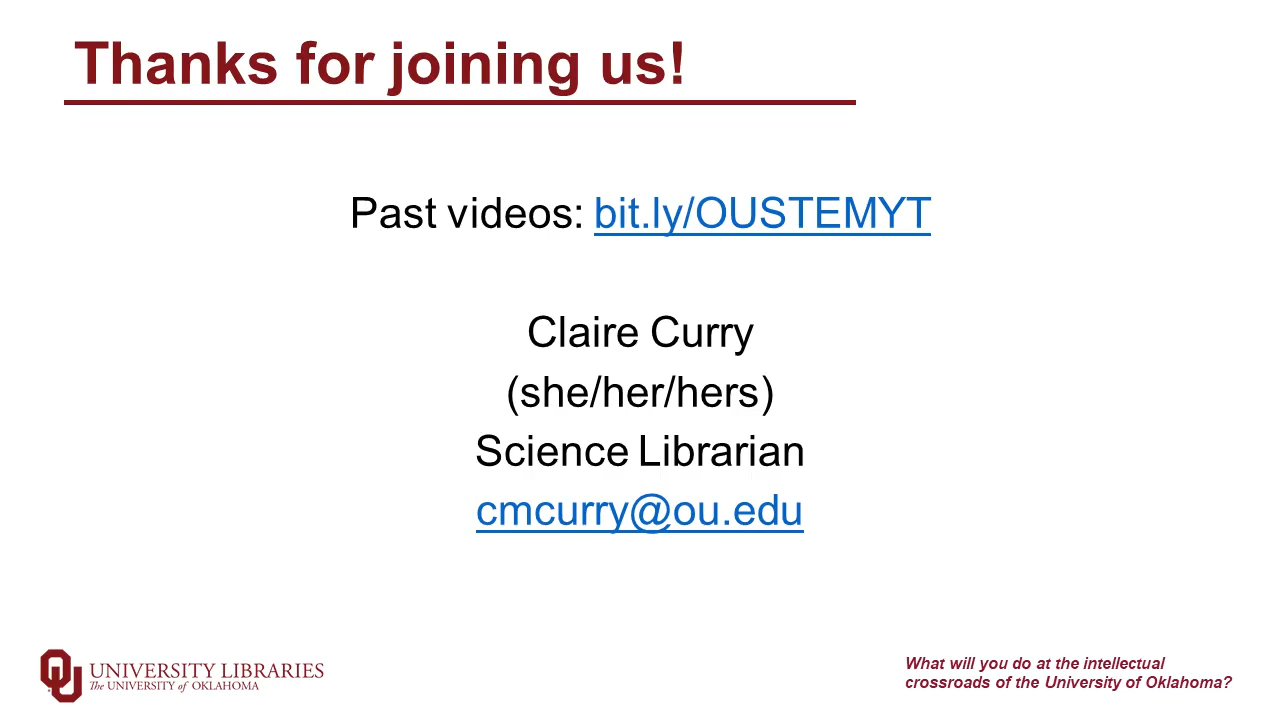 Thanks for joining us!
Past videos: bit.ly/OUSTEMYT
Claire Curry
(she/her/hers)
Science Librarian
cmcurry@ou.edu
OU
UNIVERSITY LIBRARIES
The UNIVERSITY of OKLAHOMA
What will you do at the intellectual
crossroads of the University of Oklahoma?